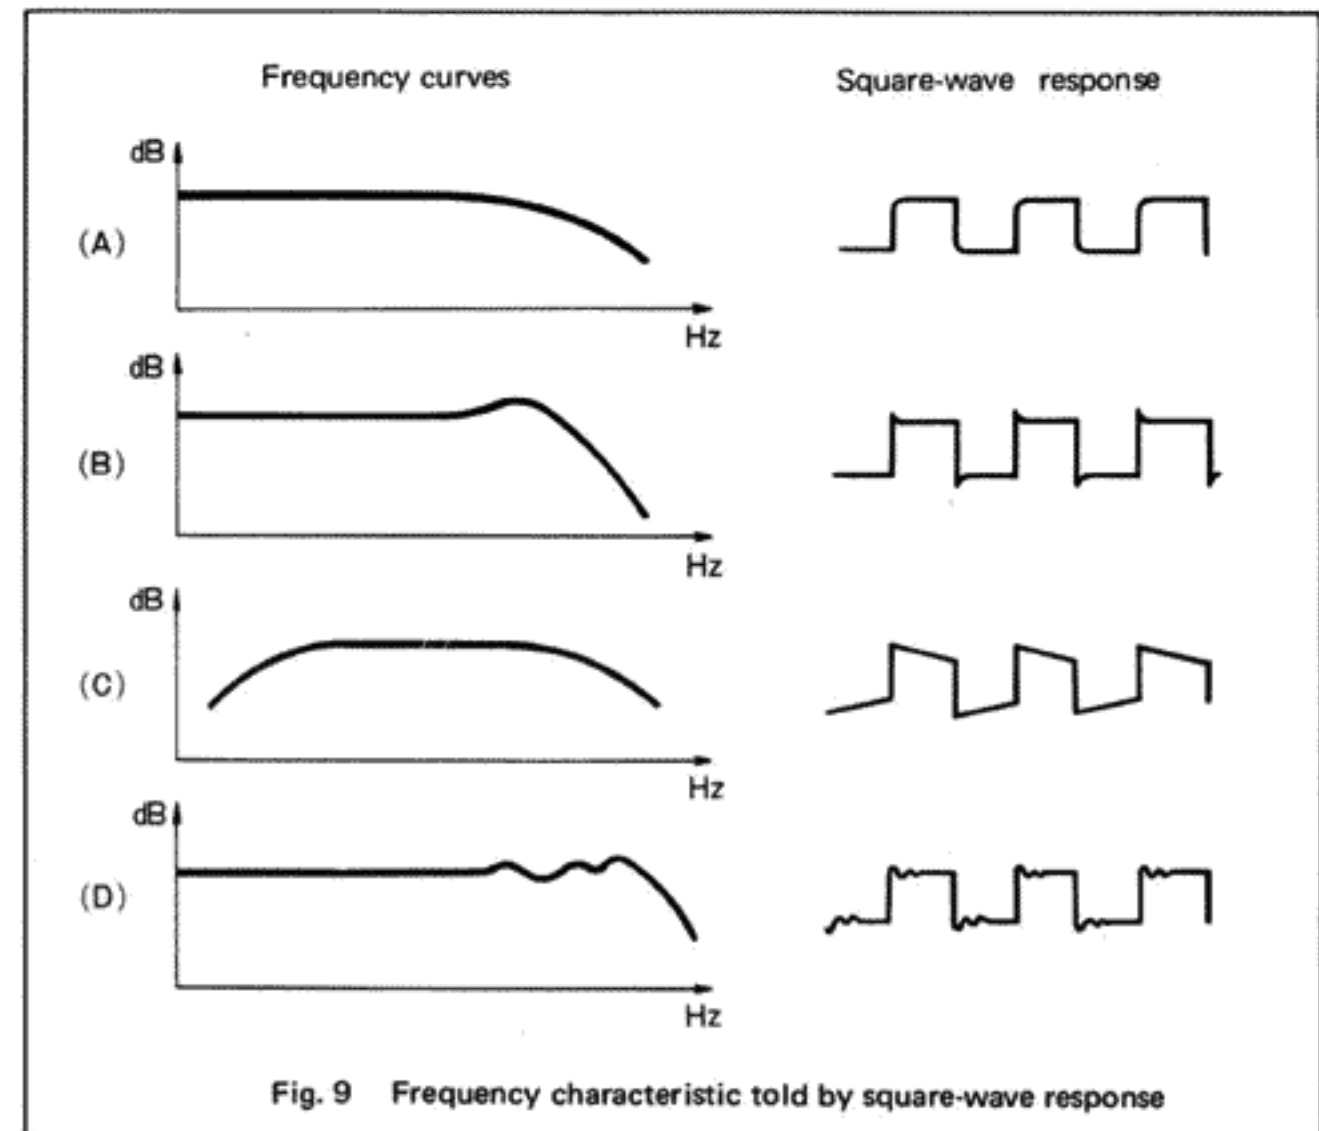 Frequency curves
Square-wave response
dB
(A)
Hz
dB
(B)
Hz
dB
(C)
Hz
dB
(D)
Hz
Fig. 9 Frequency characteristic told by square-wave response